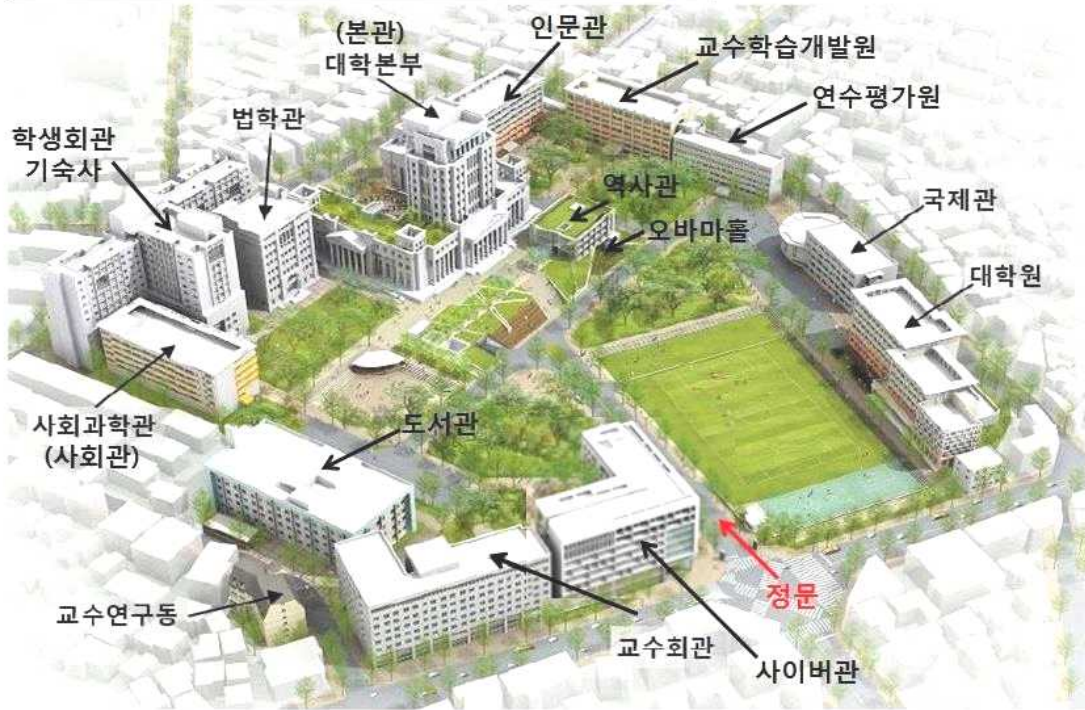 인문관
(본관)
대학본부
교수학습개발원
연수평가원
법학관
학생회관
기숙사
역사관
국제관
오바마홀
대학원
사회과학관
(사회관)
도서관
정문
교수연구동
교수회관
사이버관